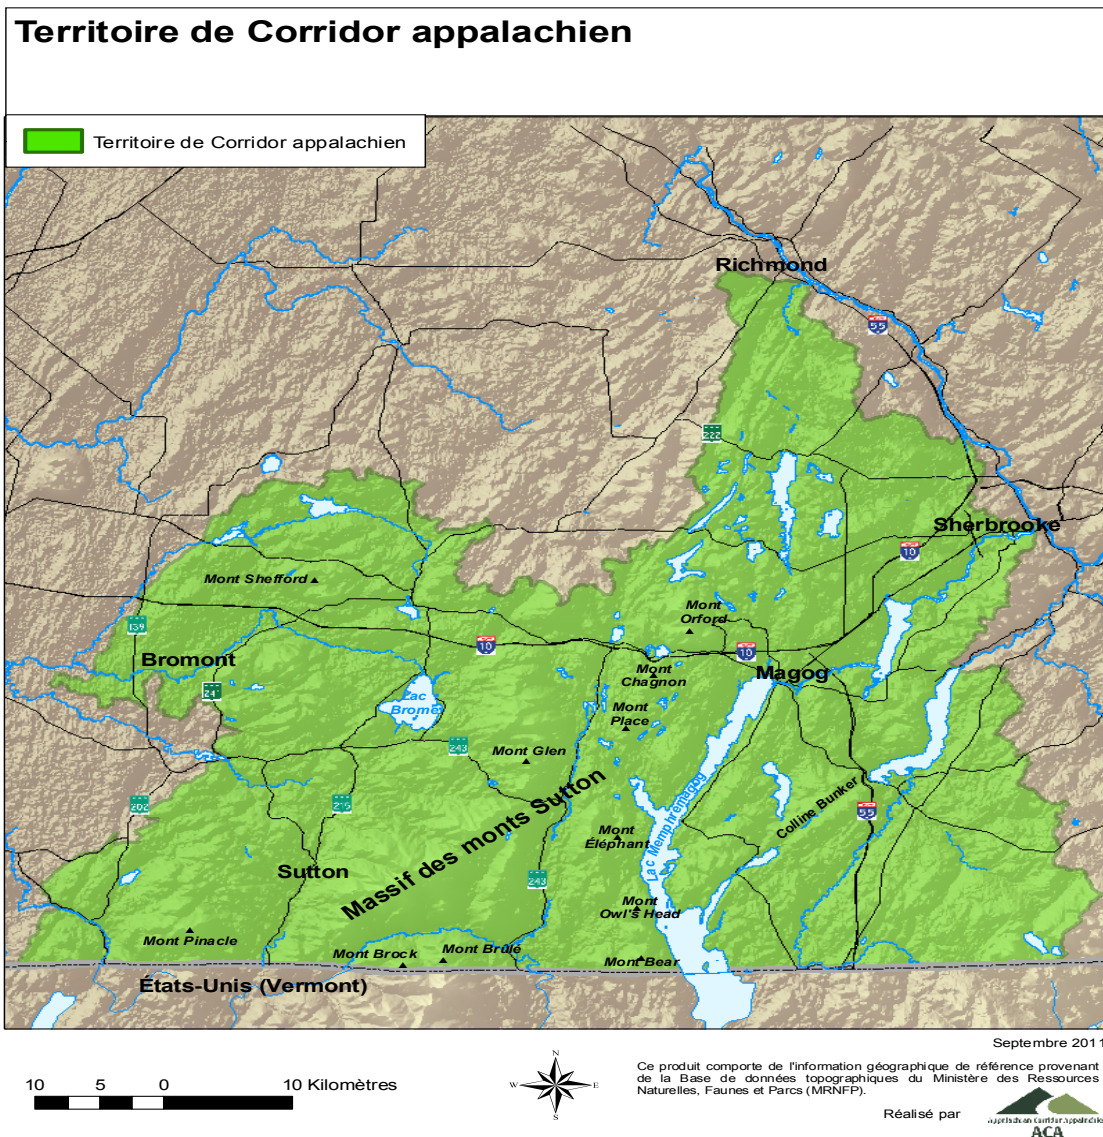 Territoire de Corridor appalachien
Territoire de Corridor appalachien
Richmond
55
222
Sherbrooke
10
Mont Shefford
Mont
Orford
139
10
10
Bromont
Mont
Chagnon
Magog
241
Lac
Brome
Mont
Place
243
Mont Glen
202
215
Massif des monts Sutton
Lac Memphrémagog
Colline Bunker
55
Mont
Éléphant
Sutton
243
Mont
Owl's Head
Mont Pinacle
Mont Brock
Mont Brûlé
Mont Bear
États-Unis (Vermont)
Septembre 2011
10 5 0 10 Kilomètres
N
W E
S
Ce produit comporte de l'information géographique de référence provenant
de la Base de données topographiques du Ministère des Ressources
Naturelles, Faunes et Parcs (MRNFP).
Réalisé par
ACA